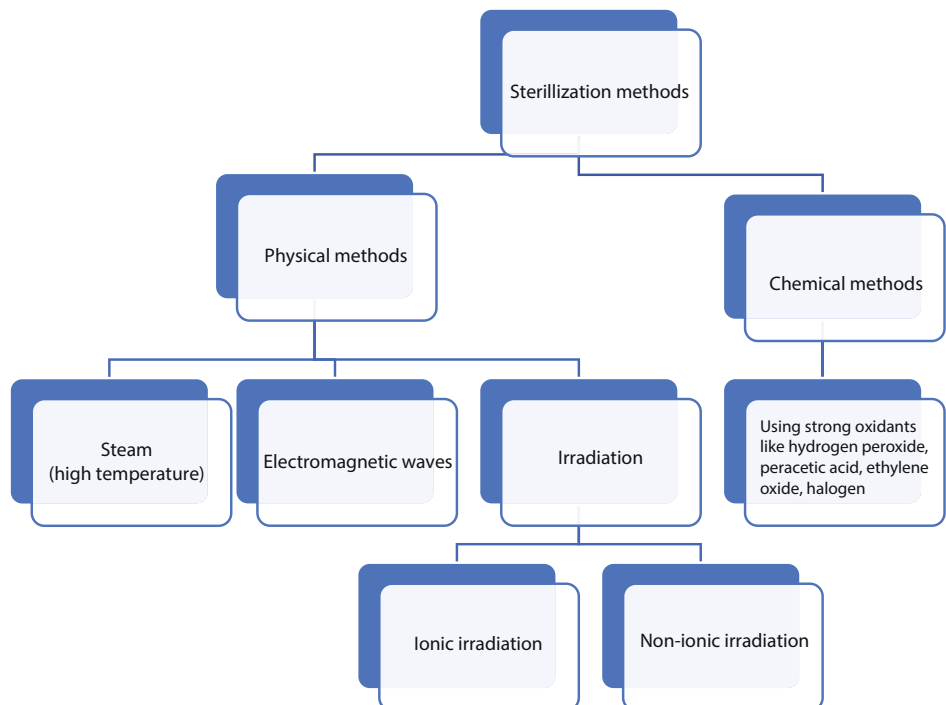 Sterillization methods
Physical methods
Chemical methods
Steam
(high temperature)
Electromagnetic waves
Irradiation
Using strong oxidants
like hydrogen peroxide,
peracetic acid, ethylene
oxide, halogen
Ionic irradiation
Non-ionic irradiation